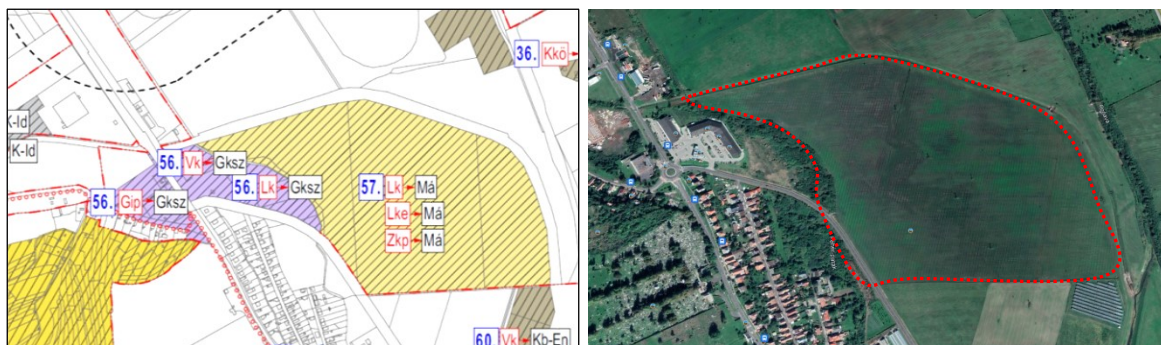 36. Kkö
K-Id
K-Id
56. Vk Gksz
56. Lk Gksz
57. Lk Má
56. Gip Gksz
Lke Má
Zkp Má
60. Vk Kb-En